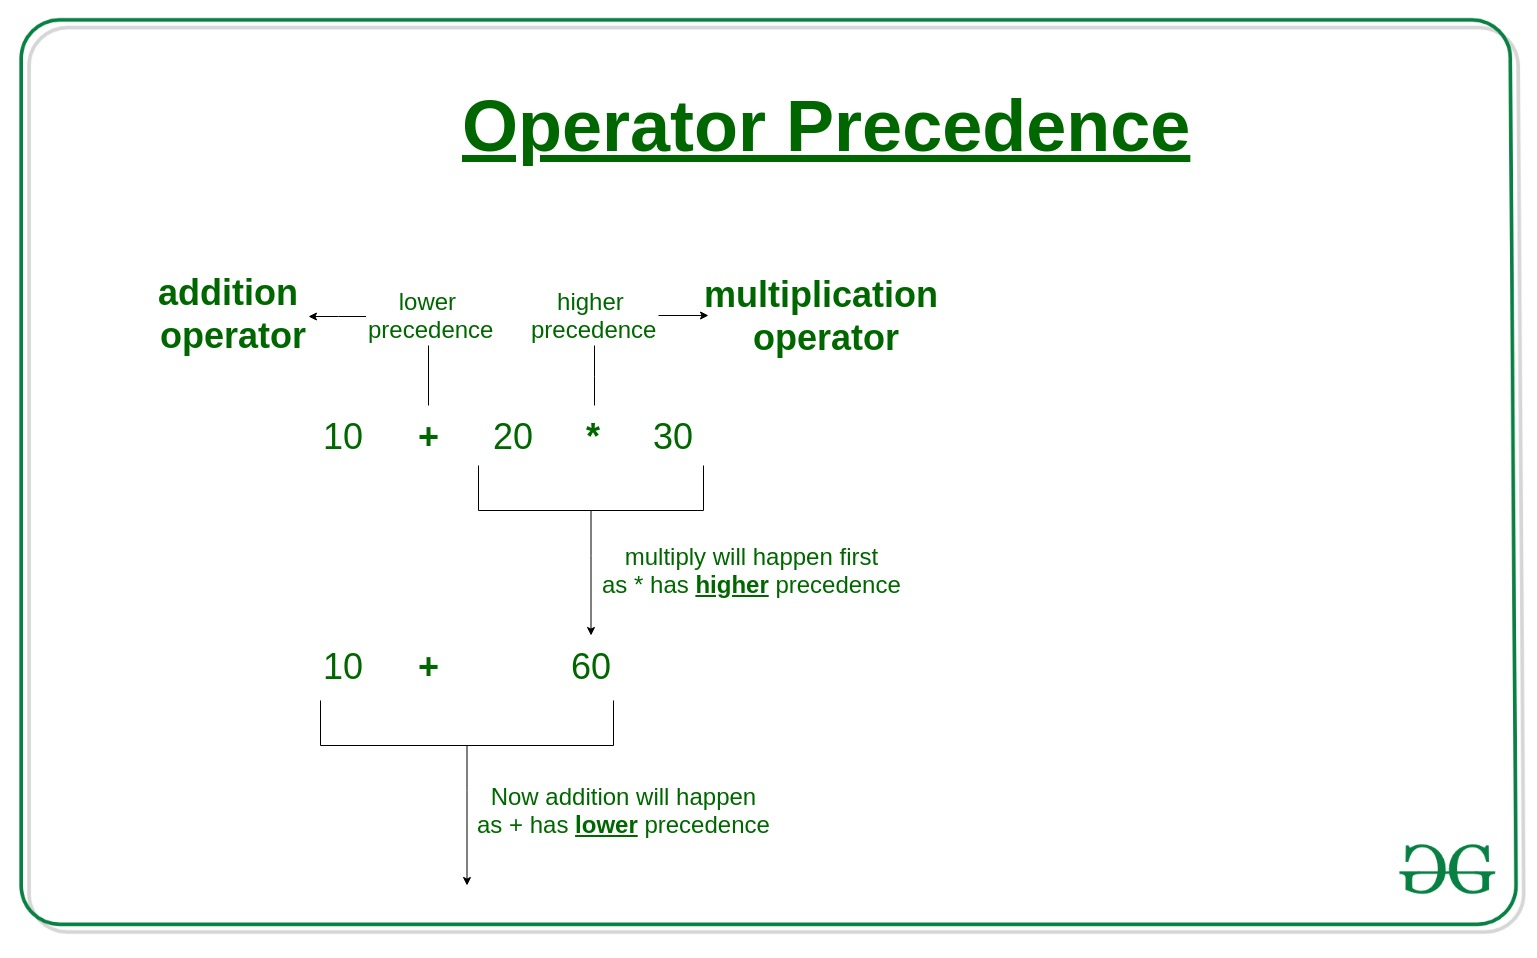 Operator Precedence
addition
operator
lower
precedence
higher
precedence
multiplication
operator
10 + 20 * 30
multiply will happen first
as * has higher precedence
10 + 60
Now addition will happen
as + has lower precedence